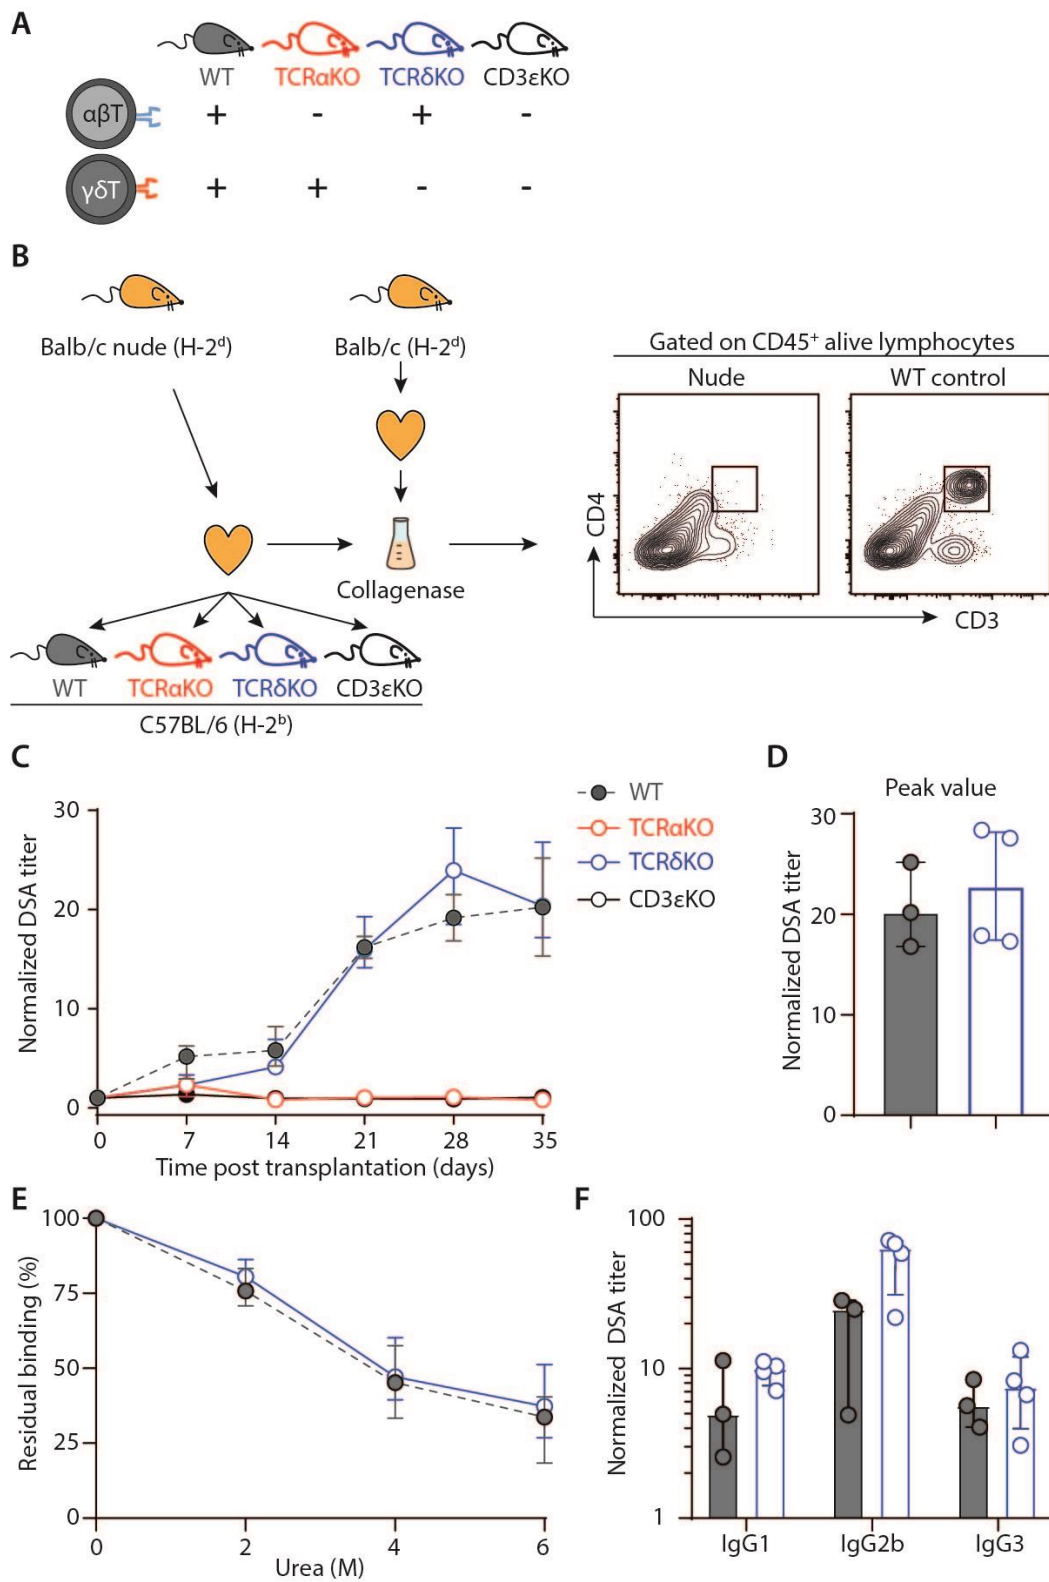 A
WT TCRαKO TCRδKO CD3εKO
αβT + - + -
γδT + + - -
B
Balb/c nude (H-2ᵈ) Balb/c (H-2ᵈ)
Gated on CD45⁺ alive lymphocytes
Nude WT control
CD4
Collagenase
CD3
WT TCRαKO TCRδKO CD3εKO
C57BL/6 (H-2ᵇ)
C
Normalized DSA titer
30
20
10
0
0 7 14 21 28 35
Time post transplantation (days)
WT
TCRαKO
TCRδKO
CD3εKO
D
Peak value
Normalized DSA titer
30
20
10
0
E
Residual binding (%)
100
75
50
25
0
0 2 4 6
Urea (M)
F
Normalized DSA titer
100
10
1
IgG1 IgG2b IgG3